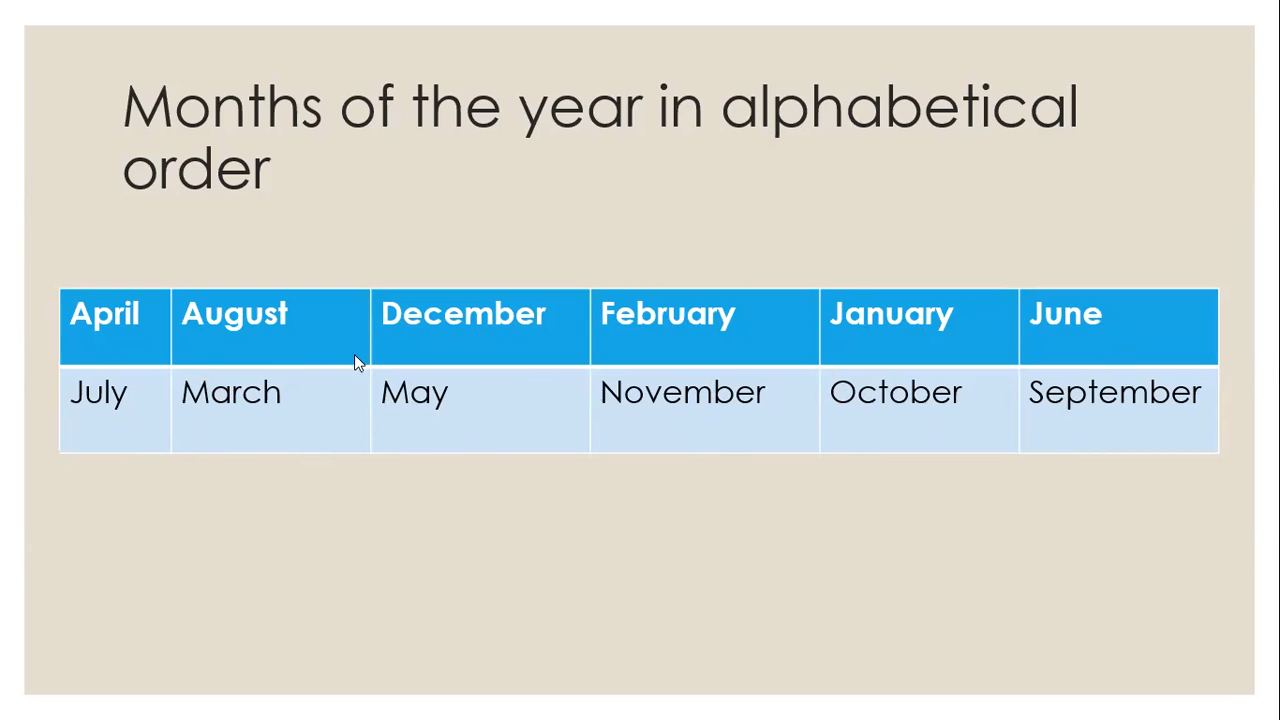 Months of the year in alphabetical
order
April August December February January June
July March May November October September